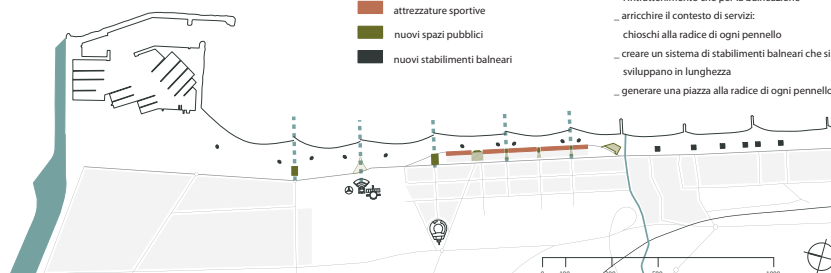 attrezzature sportive
nuovi spazi pubblici
nuovi stabilimenti balneari
_ arricchire il contesto di servizi:
chioschi alla radice di ogni pennello
_ creare un sistema di stabilimenti balneari che si
sviluppano in lunghezza
_ generare una piazza alla radice di ogni pennello